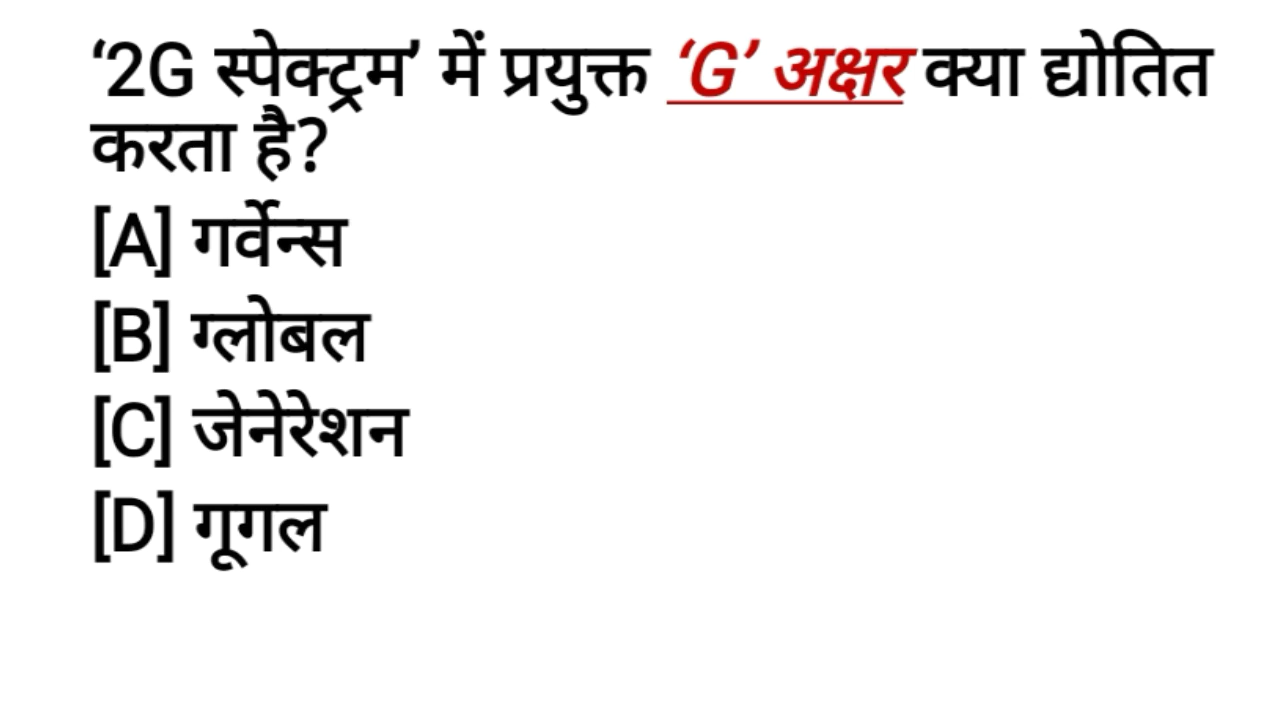 ‘2G स्पेक्ट्रम’ में प्रयुक्त ‘G’ अक्षर क्या द्योतित
करता है?
[A] गर्वेन्स
[B] ग्लोबल
[C] जेनेरेशन
[D] गूगल